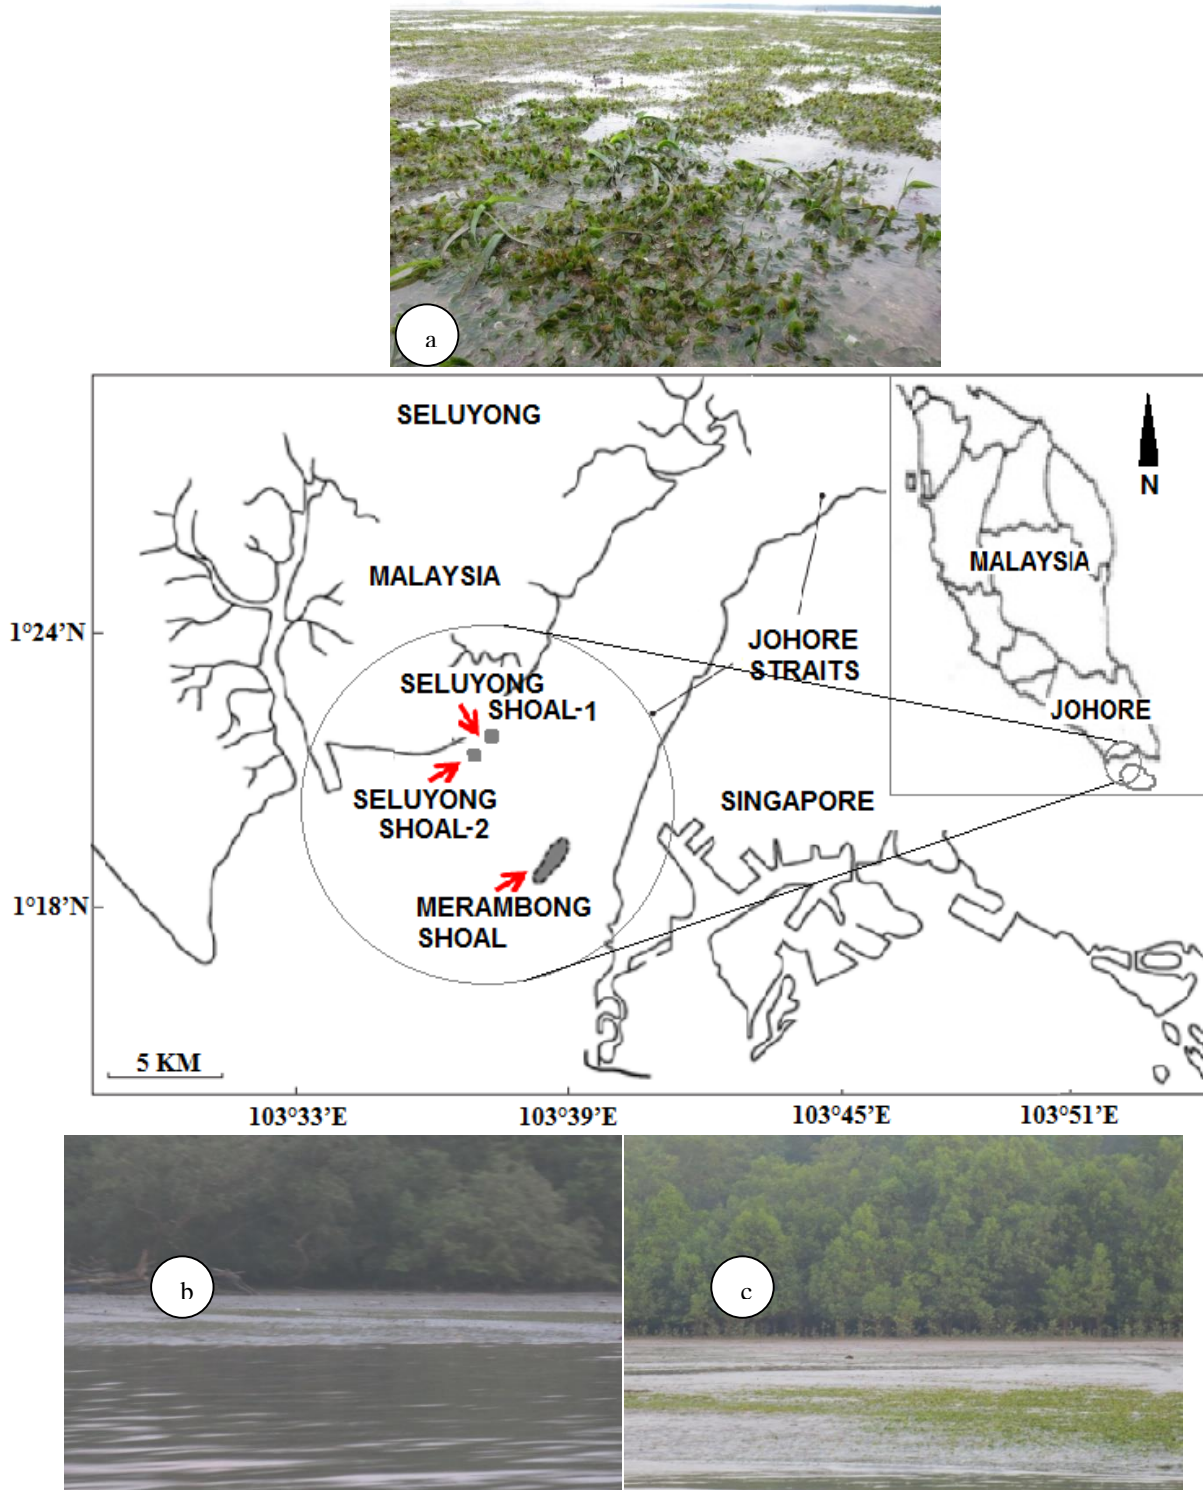 a
SELUYONG
N
MALAYSIA
MALAYSIA
1°24'N
JOHORE
STRAITS
SELUYONG
SHOAL-1
JOHORE
SELUYONG
SHOAL-2
SINGAPORE
1°18'N
MERAMBONG
SHOAL
5 KM
103°33'E
103°39'E
103°45'E
103°51'E
b
c